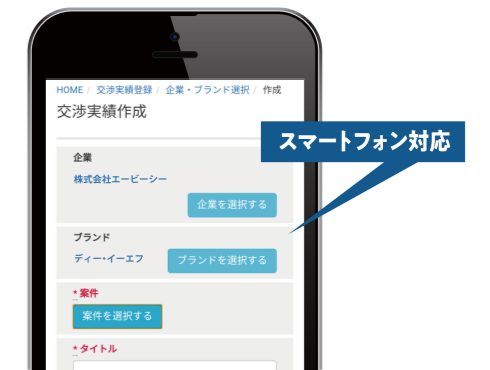 HOME / 交渉実績登録 / 企業・ブランド選択 / 作成
交渉実績作成
スマートフォン対応
企業
株式会社エービーシー
企業を選択する
ブランド
ディー・イーエフ
ブランドを選択する
*案件
案件を選択する
*タイトル